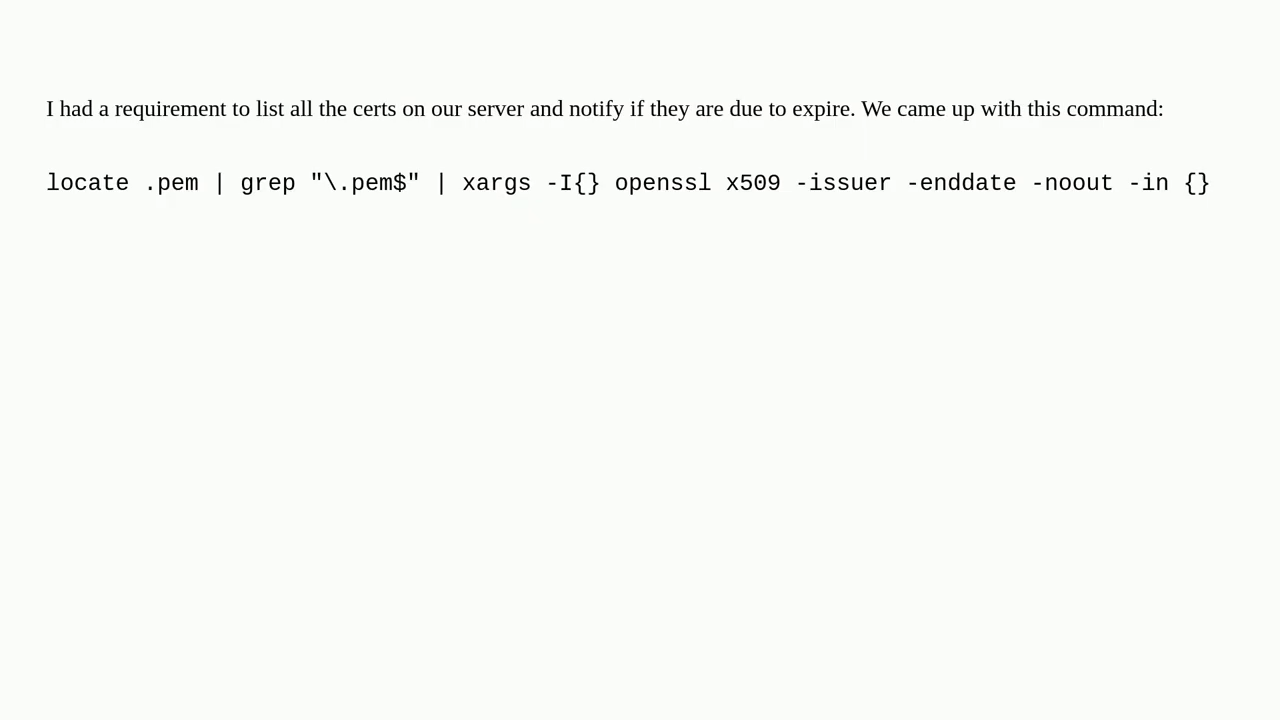 I had a requirement to list all the certs on our server and notify if they are due to expire. We came up with this command:
locate .pem | grep "\.pem$" | xargs -I{} openssl x509 -issuer -enddate -noout -in {}